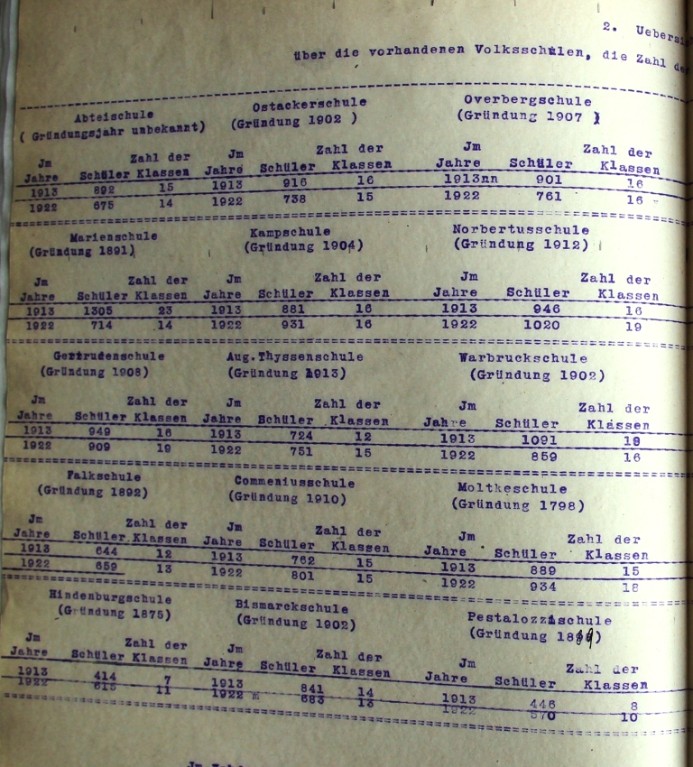 2. Uebersi
über die vorhandenen Volksschulen, die Zahl de
Abteischule Ostackerschule Overbergschule
( Gründungsjahr unbekannt) (Gründung 1902 ) (Gründung 1907 )
Jm Zahl der Jm Zahl der Jm Zahl der
Jahre Schüler Klassen Jahre Schüler Klassen Jahre Schüler Klassen
1913 892 15 1913 916 16 1913nn 901 16
1922 675 14 1922 738 15 1922 761 16
Marienschule Kampschule Norbertusschule
(Gründung 1891) (Gründung 1904) (Gründung 1912)
Jm Zahl der Jm Zahl der Jm Zahl der
Jahre Schüler Klassen Jahre Schüler Klassen Jahre Schüler Klassen
1913 1305 23 1913 881 16 1913 946 16
1922 714 14 1922 931 16 1922 1020 19
Gertrudenschule Aug.Thyssenschule Warbruckschule
(Gründung 1908) (Gründung 1913) (Gründung 1902)
Jm Zahl der Jm Zahl der Jm Zahl der
Jahre Schüler Klassen Jahre Schüler Klassen Jahre Schüler Klassen
1913 949 16 1913 724 12 1913 1091 18
1922 909 19 1922 751 15 1922 859 16
Falkschule Commeniusschule Moltkeschule
(Gründung 1892) (Gründung 1910) (Gründung 1798)
Jm Zahl der Jm Zahl der Jm Zahl der
Jahre Schüler Klassen Jahre Schüler Klassen Jahre Schüler Klassen
1913 644 12 1913 762 15 1913 889 15
1922 659 13 1922 801 15 1922 934 18
Hindenburgschule Bismarckschule Pestalozzischule
(Gründung 1875) (Gründung 1902) (Gründung 18 )
Jm Zahl der Jm Zahl der Jm Zahl der
Jahre Schüler Klassen Jahre Schüler Klassen Jahre Schüler Klassen
1913 414 7 1913 841 14 1913 446 8
1922 11 1922 683 13 1922 570 10